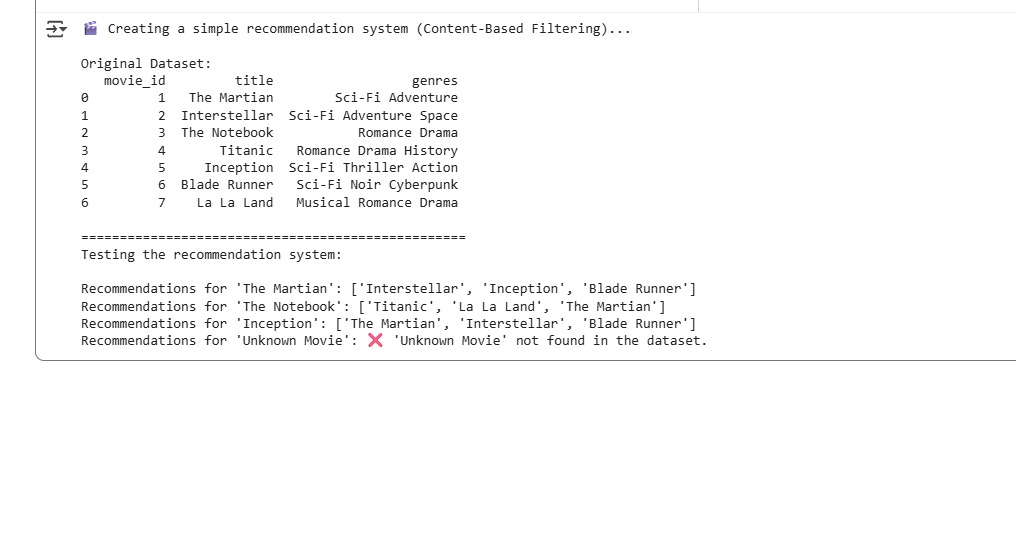 🎬 Creating a simple recommendation system (Content-Based Filtering)...
Original Dataset:
   movie_id         title                 genres
0         1   The Martian       Sci-Fi Adventure
1         2  Interstellar  Sci-Fi Adventure Space
2         3  The Notebook          Romance Drama
3         4       Titanic  Romance Drama History
4         5     Inception  Sci-Fi Thriller Action
5         6  Blade Runner   Sci-Fi Noir Cyberpunk
6         7    La La Land   Musical Romance Drama
==================================================
Testing the recommendation system:
Recommendations for 'The Martian': ['Interstellar', 'Inception', 'Blade Runner']
Recommendations for 'The Notebook': ['Titanic', 'La La Land', 'The Martian']
Recommendations for 'Inception': ['The Martian', 'Interstellar', 'Blade Runner']
Recommendations for 'Unknown Movie': ❌ 'Unknown Movie' not found in the dataset.